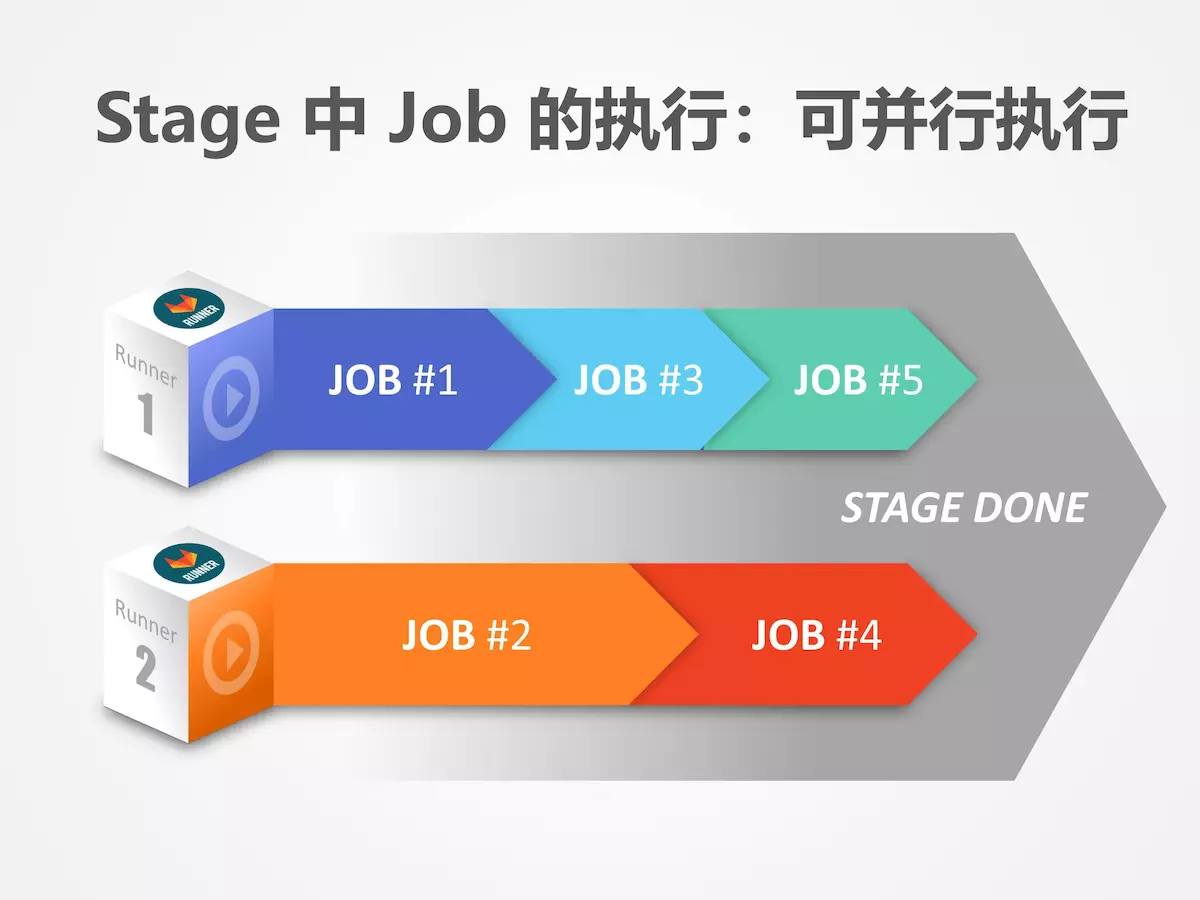 Stage 中 Job 的执行：可并行执行
RUNNER
Runner
1
JOB #1
JOB #3
JOB #5
STAGE DONE
RUNNER
Runner
2
JOB #2
JOB #4